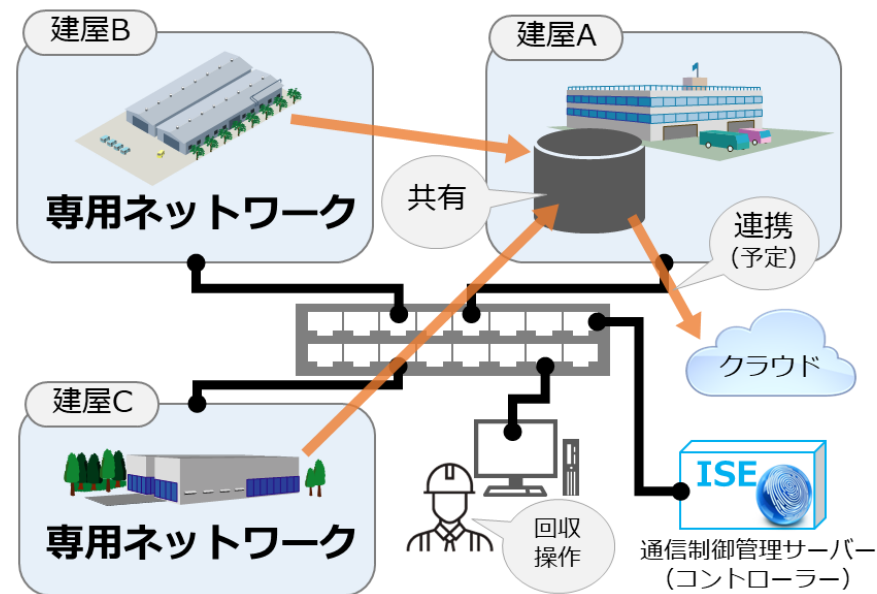 建屋B
建屋A
専用ネットワーク
共有
連携
(予定)
クラウド
建屋C
専用ネットワーク
回収
操作
ISE
通信制御管理サーバー
(コントローラー)